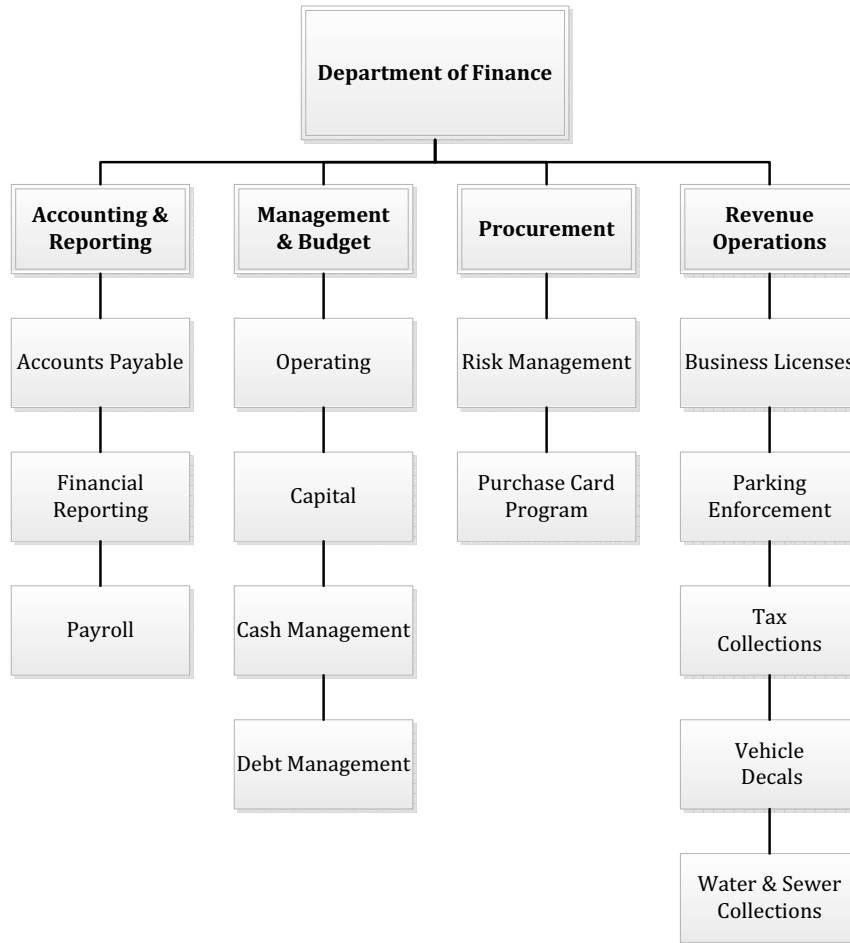 Department of Finance
Accounting &
Reporting
Management
& Budget
Procurement
Revenue
Operations
Accounts Payable
Operating
Risk Management
Business Licenses
Financial
Reporting
Capital
Purchase Card
Program
Parking
Enforcement
Payroll
Cash Management
Tax
Collections
Debt Management
Vehicle
Decals
Water & Sewer
Collections